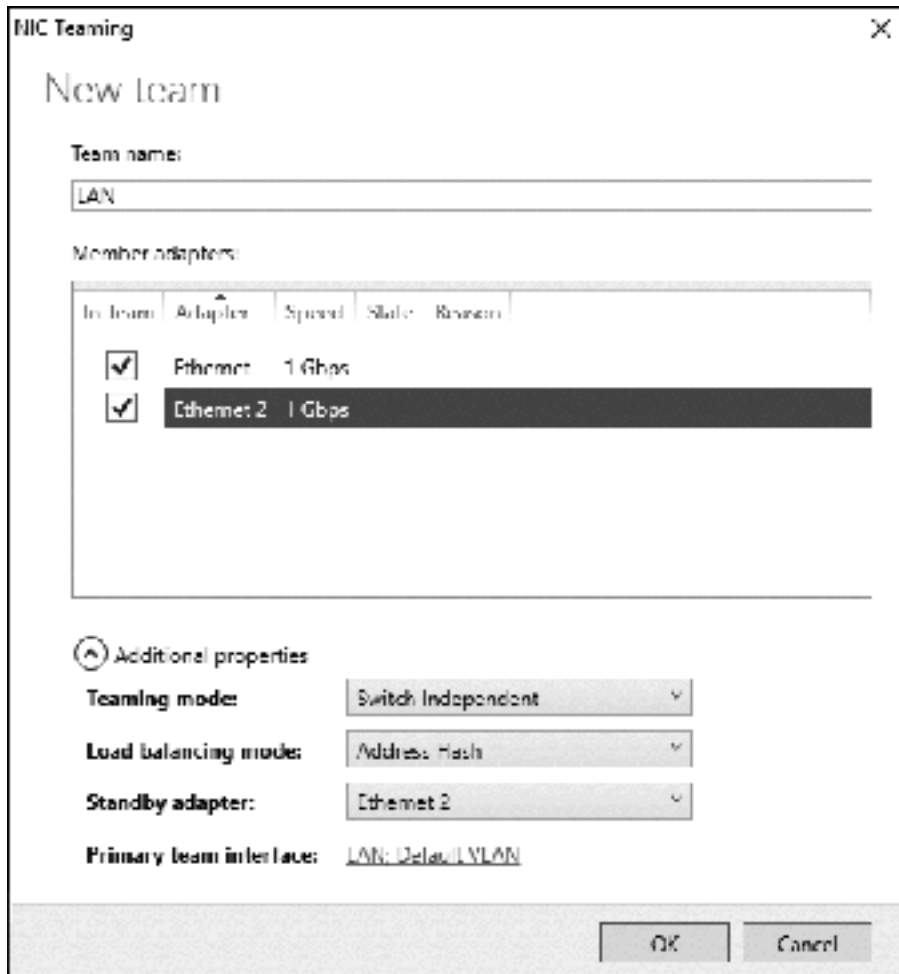 NIC Teaming
New team
Team name:
LAN
Member adapters:
In Team Adapter Speed State Reason
Ethernet 1 Gbps
Ethernet 2 1 Gbps
Additional properties
Teaming mode: Switch Independent
Load balancing mode: Address Hash
Standby adapter: Ethernet 2
Primary team interface: LAN: Default VLAN
OK Cancel